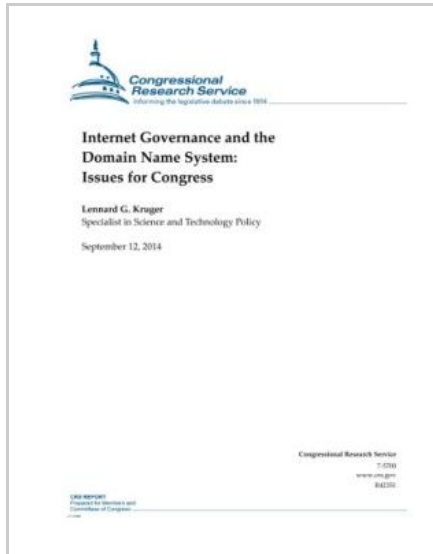 Congressional
Research Service
Informing the legislative debate since 1914
Internet Governance and the
Domain Name System:
Issues for Congress
Lennard G. Kruger
Specialist in Science and Technology Policy
September 12, 2014
Congressional Research Service
7-5700
www.crs.gov
CRS REPORT
Prepared for Members and
Committees of Congress